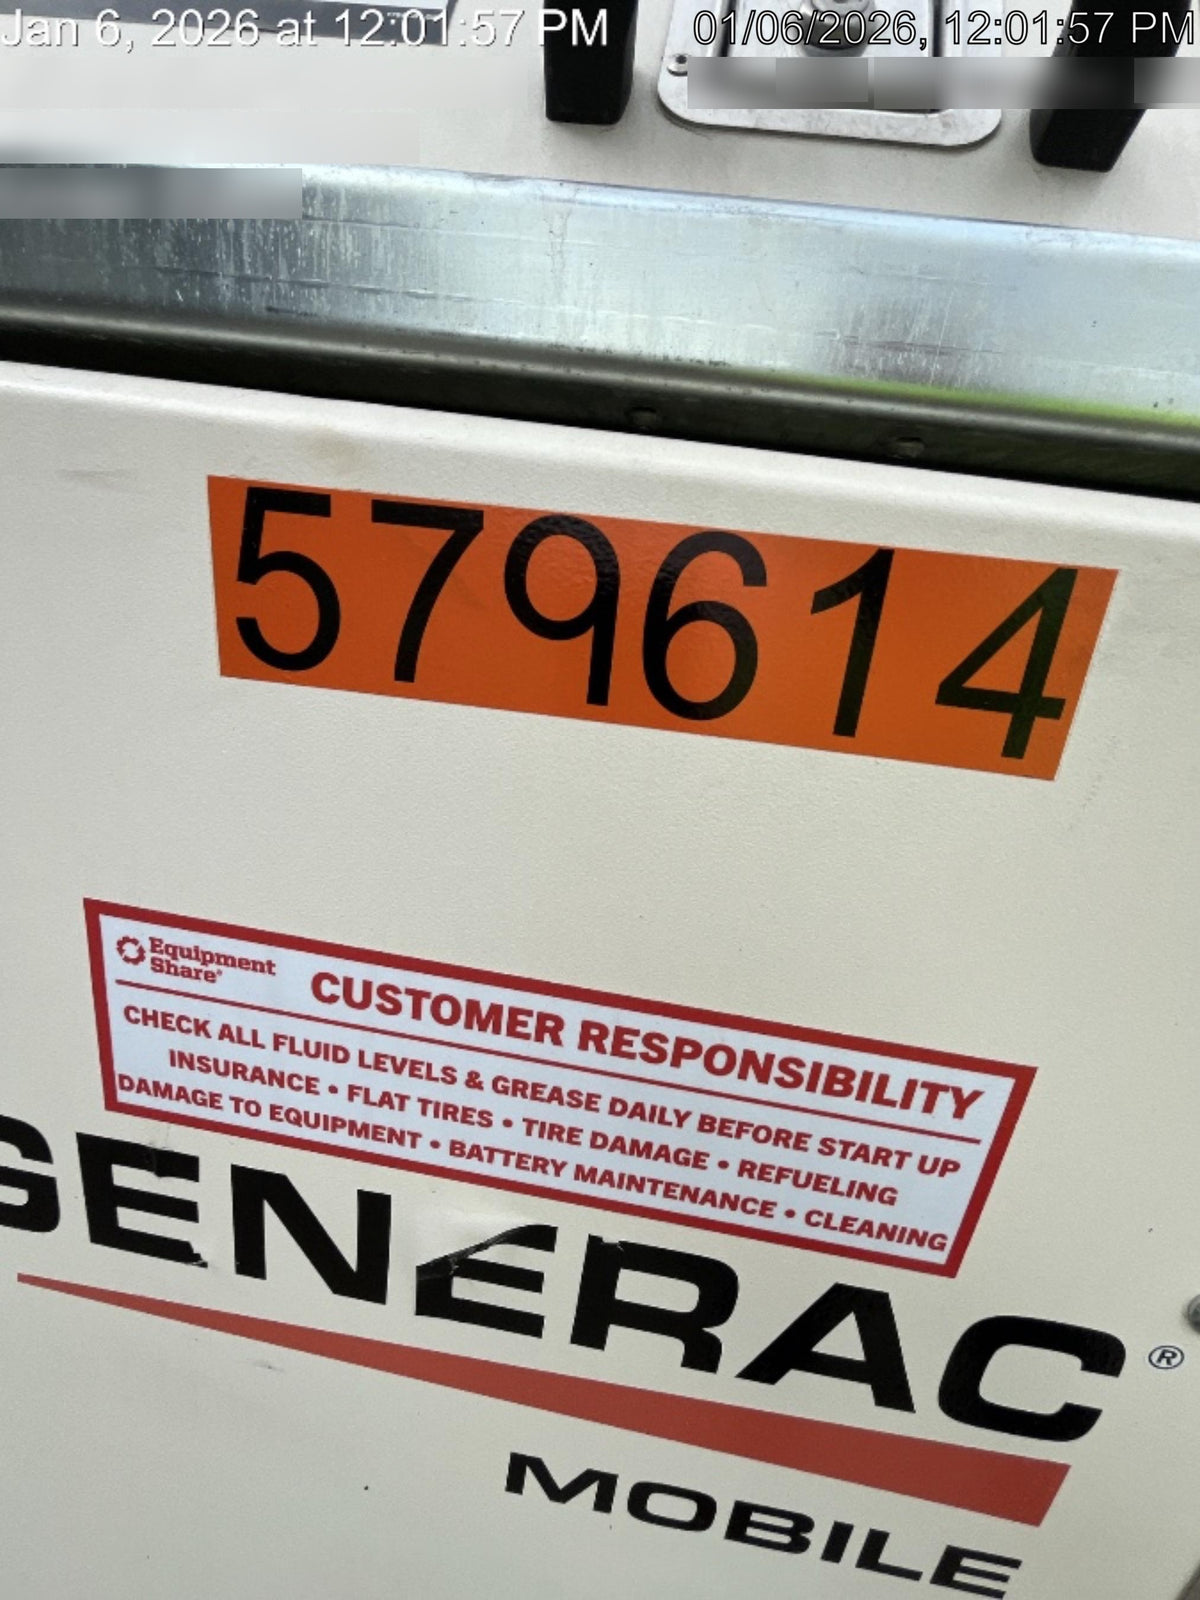 Jan 6, 2026 at 12:01:57 PM
01/06/2026, 12:01:57 PM
579614
Equipment
Share®
CUSTOMER RESPONSIBILITY
CHECK ALL FLUID LEVELS & GREASE DAILY BEFORE START UP
INSURANCE • FLAT TIRES • TIRE DAMAGE • REFUELING
DAMAGE TO EQUIPMENT • BATTERY MAINTENANCE • CLEANING
GENERAC®
MOBILE